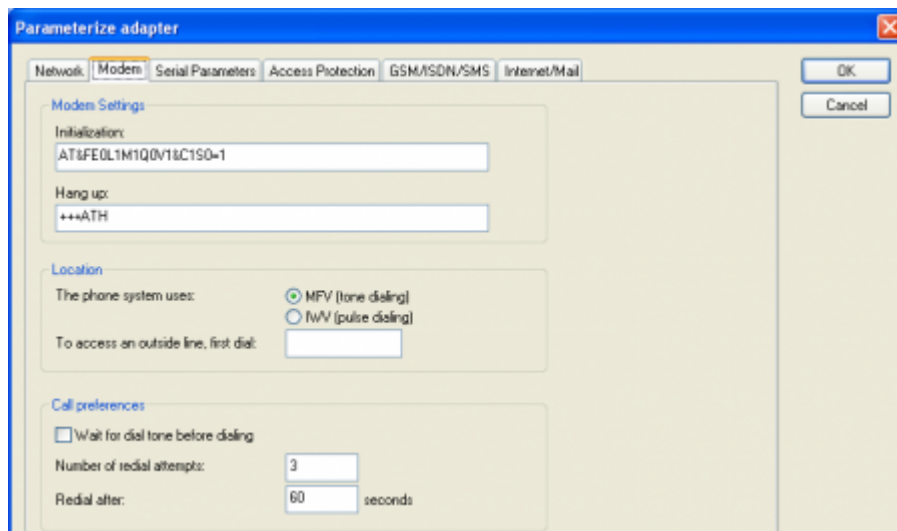 Parameterize adapter
Network Modem Serial Parameters Access Protection GSM/ISDN/SMS Internet/Mail
OK
Cancel
Modem Settings
Initialization:
AT&FE0L1M1Q0V1&C1S0=1
Hang up:
+++ATH
Location
The phone system uses:
MFV (tone dialing)
IWV (pulse dialing)
To access an outside line, first dial:
Call preferences
Wait for dial tone before dialing
Number of redial attempts: 3
Redial after: 60 seconds